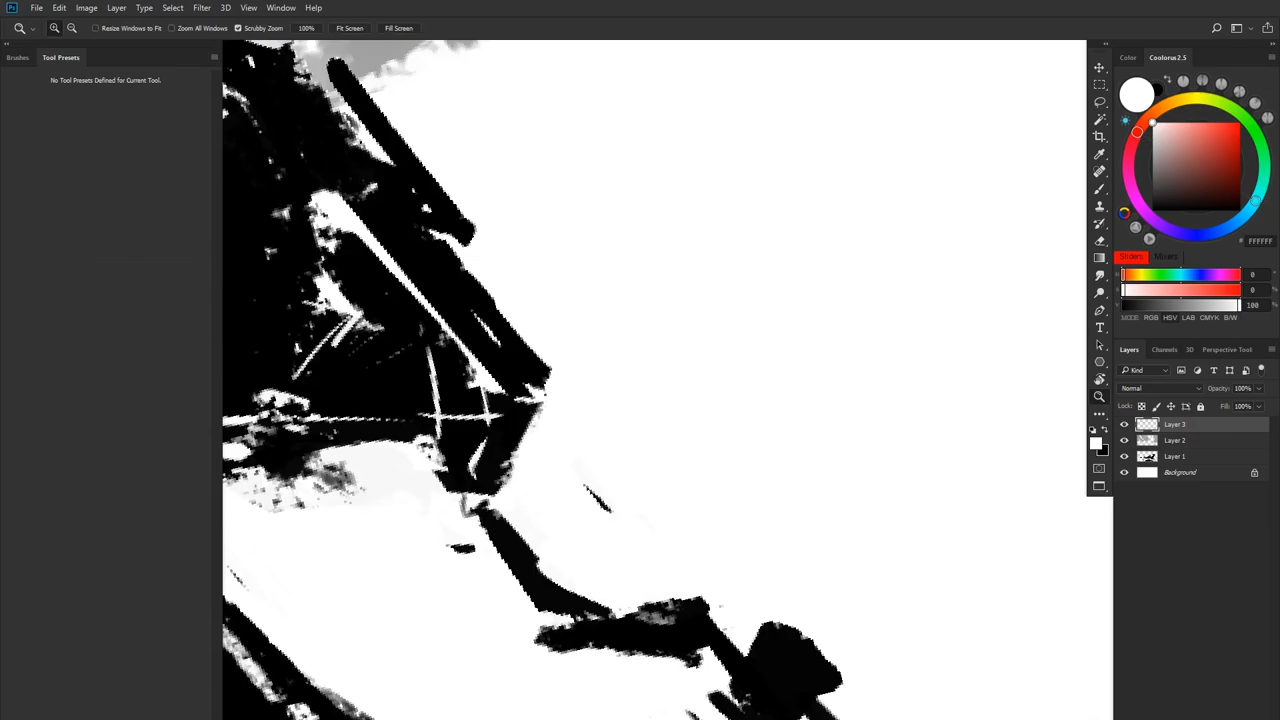 Ps File Edit Image Layer Type Select Filter 3D View Window Help
Resize Windows to Fit Zoom All Windows Scrubby Zoom 100% Fit Screen Fill Screen
Brushes Tool Presets
No Tool Presets Defined for Current Tool.
Color Coolorus2.5
# FFFFFF
Sliders Mixers
H 0
S 0 %
100 %
MODE RGB HSV LAB CMYK B/W
Layers Channels 3D Perspective Tool
Kind
Normal Opacity: 100%
Lock: Fill: 100%
Layer 3
Layer 2
Layer 1
Background